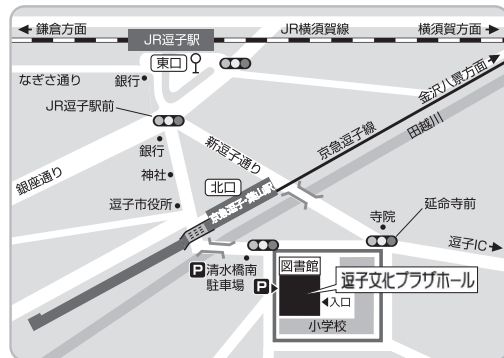 鎌倉方面
JR横須賀線
横須賀方面
JR逗子駅
東口
なぎさ通り
銀行
JR逗子駅前
金沢八景方面
京急逗子線
田越川
新逗子通り
銀行
銀座通り
神社
北口
逗子市役所
京急逗子・葉山駅
寺院
延命寺前
逗子IC
P 清水橋南
駐車場
図書館
P
逗子文化プラザホール
入口
小学校